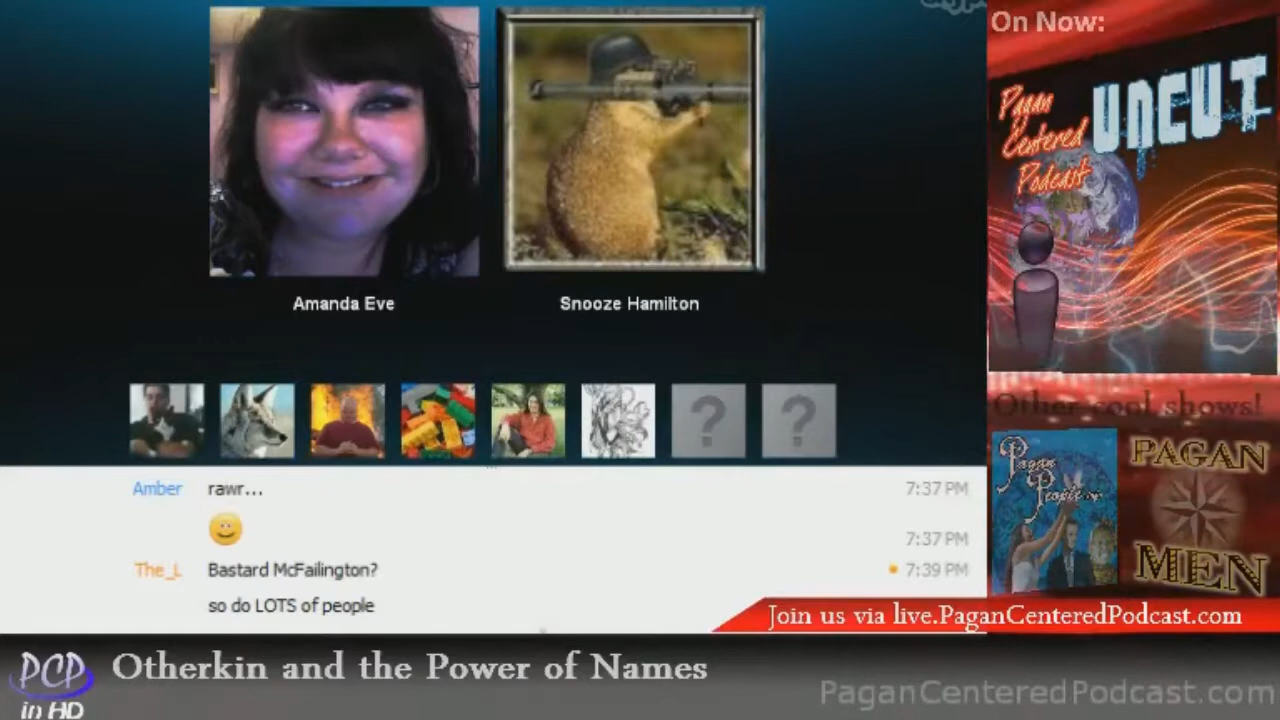 On Now:
Pagan
Centered
Podcast
UNCUT
Amanda Eve
Snooze Hamilton
?
?
Other cool shows!
Pagan
People
PAGAN
MEN
Amber rawr... 7:37 PM
7:37 PM
The_L Bastard McFailington? 7:39 PM
so do LOTS of people
Join us via live.PaganCenteredPodcast.com
PCP
in HD
Otherkin and the Power of Names
PaganCenteredPodcast.com